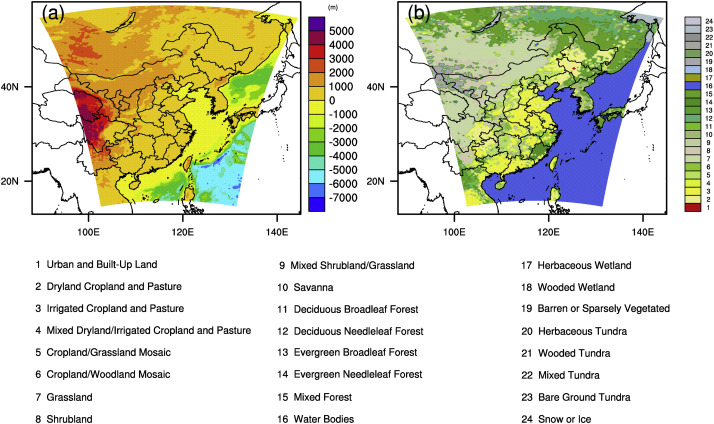 (a)
(m)
5000
4000
3000
2000
1000
0
-1000
-2000
-3000
-4000
-5000
-6000
-7000
40N
20N
100E
120E
140E
(b)
24
23
22
21
20
19
18
17
16
15
14
13
12
11
10
9
8
7
6
5
4
3
2
1
40N
20N
100E
120E
140E
1 Urban and Built-Up Land
2 Dryland Cropland and Pasture
3 Irrigated Cropland and Pasture
4 Mixed Dryland/Irrigated Cropland and Pasture
5 Cropland/Grassland Mosaic
6 Cropland/Woodland Mosaic
7 Grassland
8 Shrubland
9 Mixed Shrubland/Grassland
10 Savanna
11 Deciduous Broadleaf Forest
12 Deciduous Needleleaf Forest
13 Evergreen Broadleaf Forest
14 Evergreen Needleleaf Forest
15 Mixed Forest
16 Water Bodies
17 Herbaceous Wetland
18 Wooded Wetland
19 Barren or Sparsely Vegetated
20 Herbaceous Tundra
21 Wooded Tundra
22 Mixed Tundra
23 Bare Ground Tundra
24 Snow or Ice